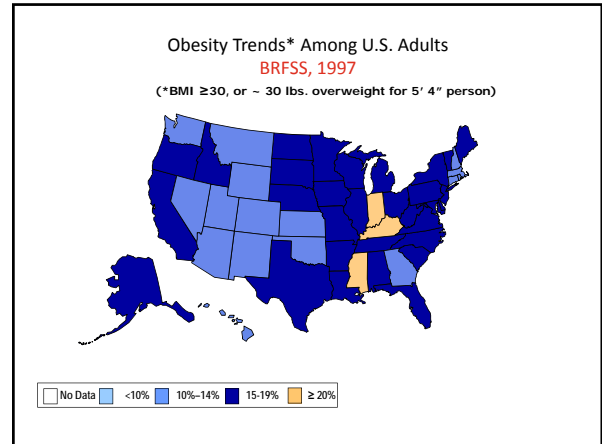 Obesity Trends* Among U.S. Adults
BRFSS, 1997
(*BMI ≥30, or ~ 30 lbs. overweight for 5’ 4” person)
No Data <10% 10%–14% 15-19% ≥ 20%